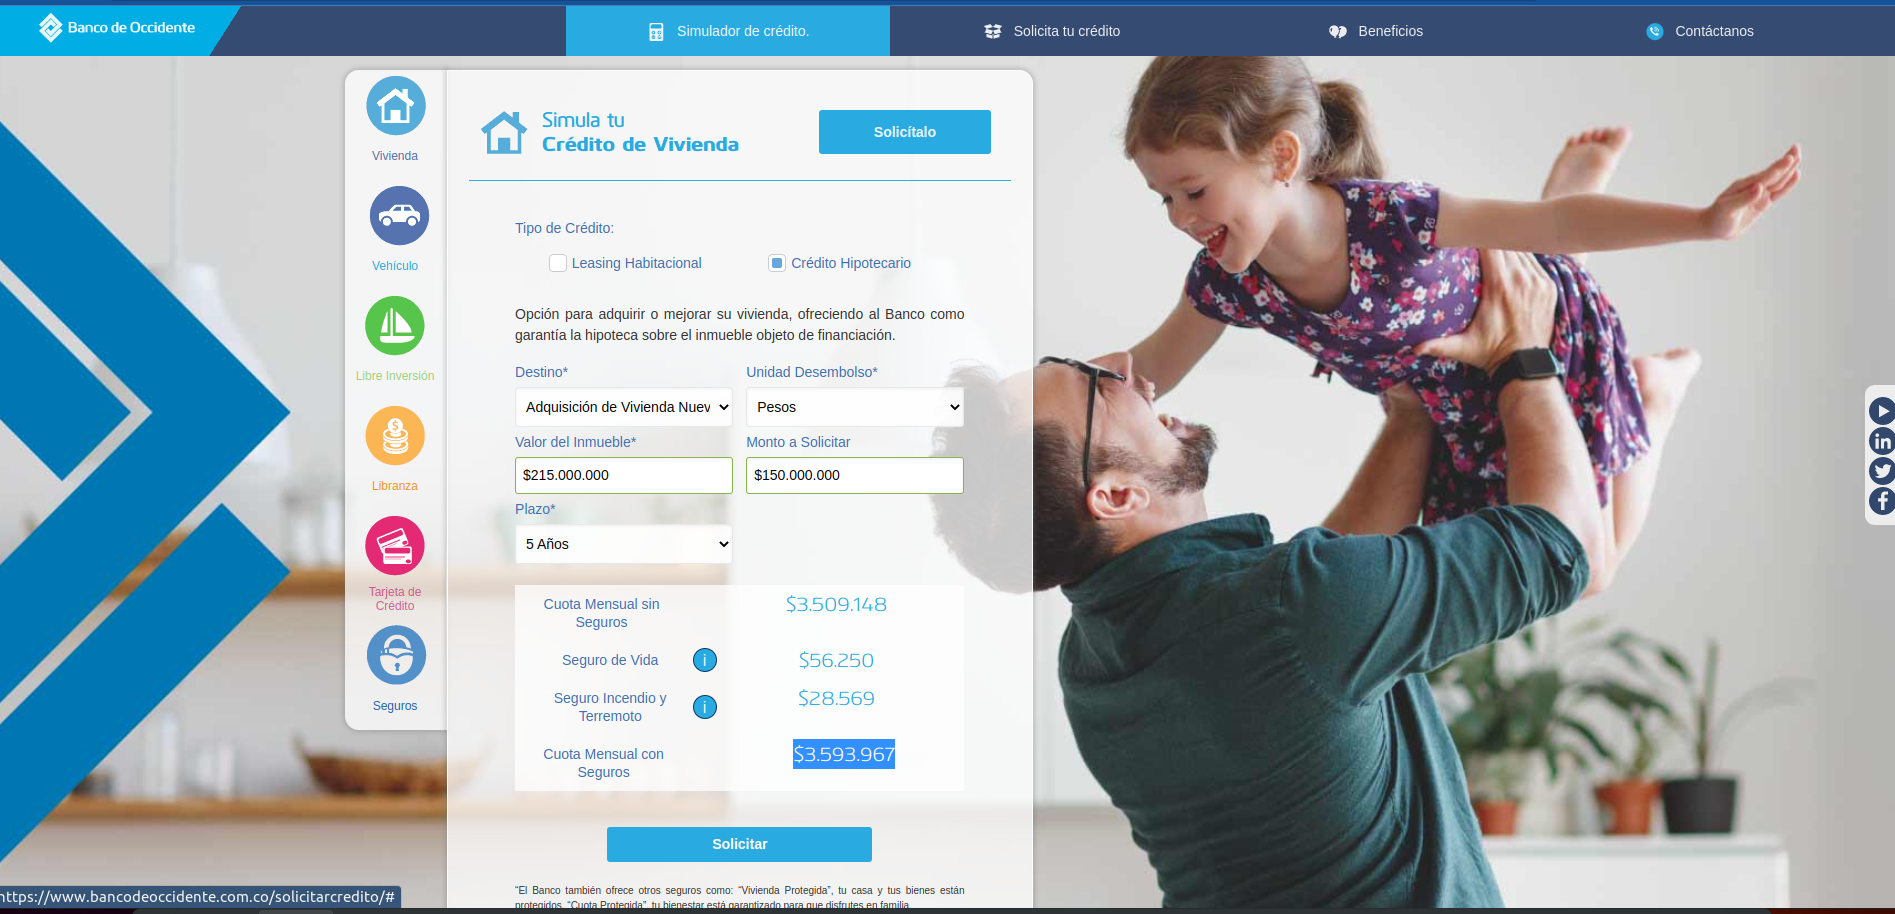 Banco de Occidente
Simulador de crédito.
Solicita tu crédito
Beneficios
Contáctanos
Vivienda
Vehículo
Libre Inversión
Libranza
Tarjeta de
Crédito
Seguros
Simula tu
Crédito de Vivienda
Solicítalo
Tipo de Crédito:
Leasing Habitacional
Crédito Hipotecario
Opción para adquirir o mejorar su vivienda, ofreciendo al Banco como
garantía la hipoteca sobre el inmueble objeto de financiación.
Destino*
Unidad Desembolso*
Adquisición de Vivienda Nuev
Pesos
Valor del Inmueble*
Monto a Solicitar
$215.000.000
$150.000.000
Plazo*
5 Años
Cuota Mensual sin
Seguros
$3.509.148
Seguro de Vida
i
$56.250
Seguro Incendio y
Terremoto
i
$28.569
Cuota Mensual con
Seguros
$3.593.967
Solicitar
“El Banco también ofrece otros seguros como: “Vivienda Protegida”, tu casa y tus bienes están
protegidos. “Cuota Protegida”, tu bienestar está garantizado para que disfrutes en familia.
https://www.bancodeoccidente.com.co/solicitarcredito/#